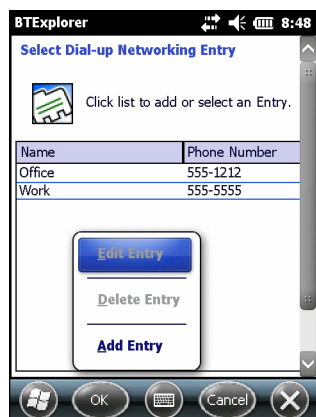 BTExplorer 8:48
Select Dial-up Networking Entry
Click list to add or select an Entry.
Name Phone Number
Office 555-1212
Work 555-5555
Edit Entry
Delete Entry
Add Entry
OK Cancel